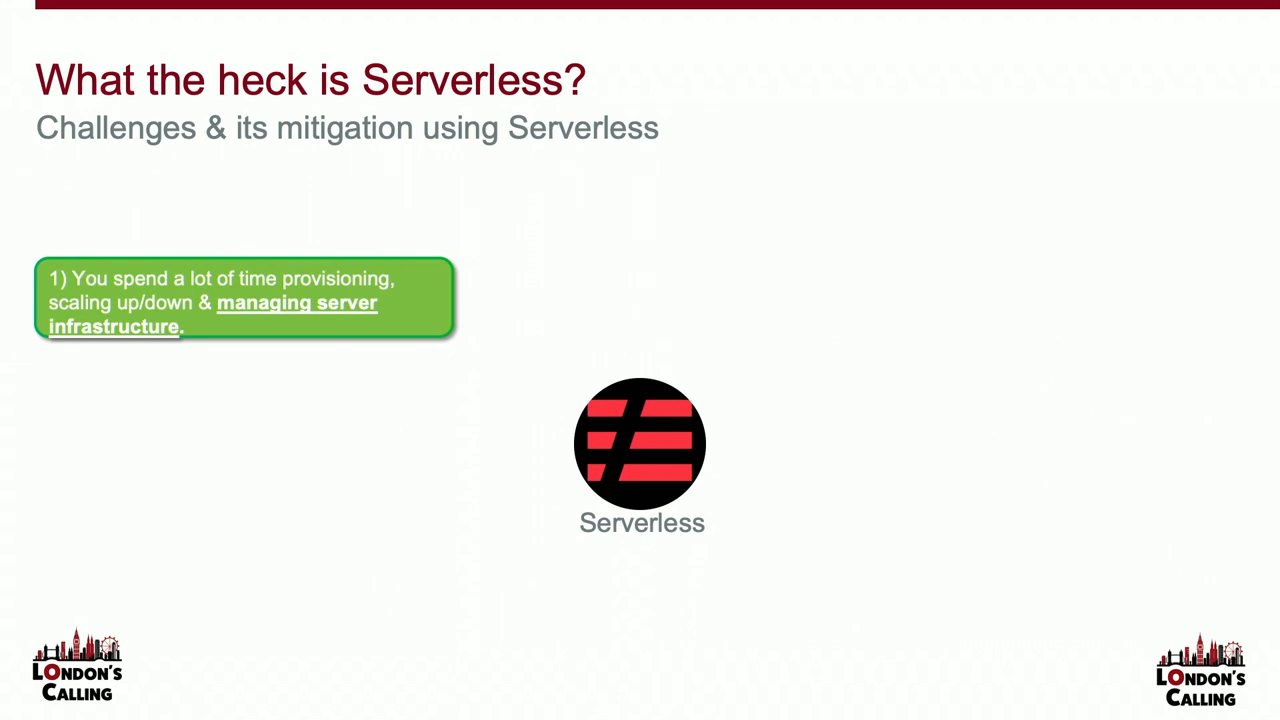 What the heck is Serverless?
Challenges & its mitigation using Serverless
1) You spend a lot of time provisioning,
scaling up/down & managing server
infrastructure.
Serverless
LONDON'S
CALLING
LONDON'S
CALLING